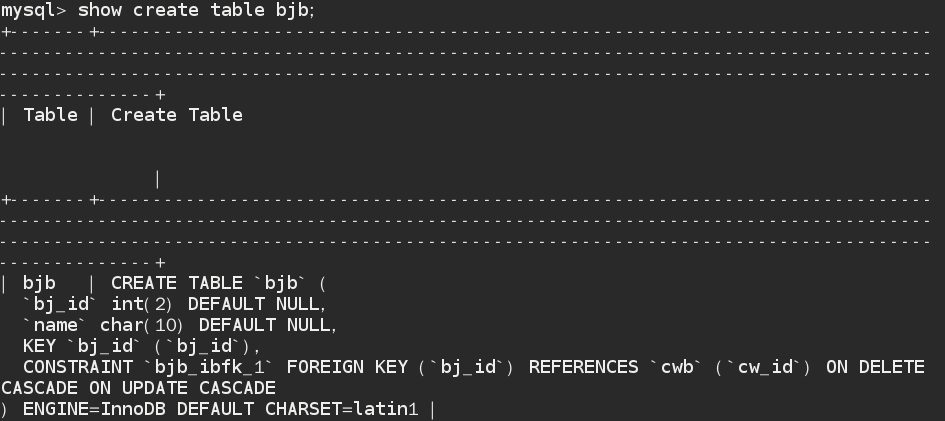 mysql> show create table bjb;
+-------+----------------------------------------------------------------------------
-------------------------------------------------------------------------------------
-------------------------------------------------------------------------------------
--------------+
| Table | Create Table
|
+-------+----------------------------------------------------------------------------
-------------------------------------------------------------------------------------
-------------------------------------------------------------------------------------
--------------+
| bjb   | CREATE TABLE `bjb` (
  `bj_id` int(2) DEFAULT NULL,
  `name` char(10) DEFAULT NULL,
  KEY `bj_id` (`bj_id`),
  CONSTRAINT `bjb_ibfk_1` FOREIGN KEY (`bj_id`) REFERENCES `cwb` (`cw_id`) ON DELETE
CASCADE ON UPDATE CASCADE
) ENGINE=InnoDB DEFAULT CHARSET=latin1 |